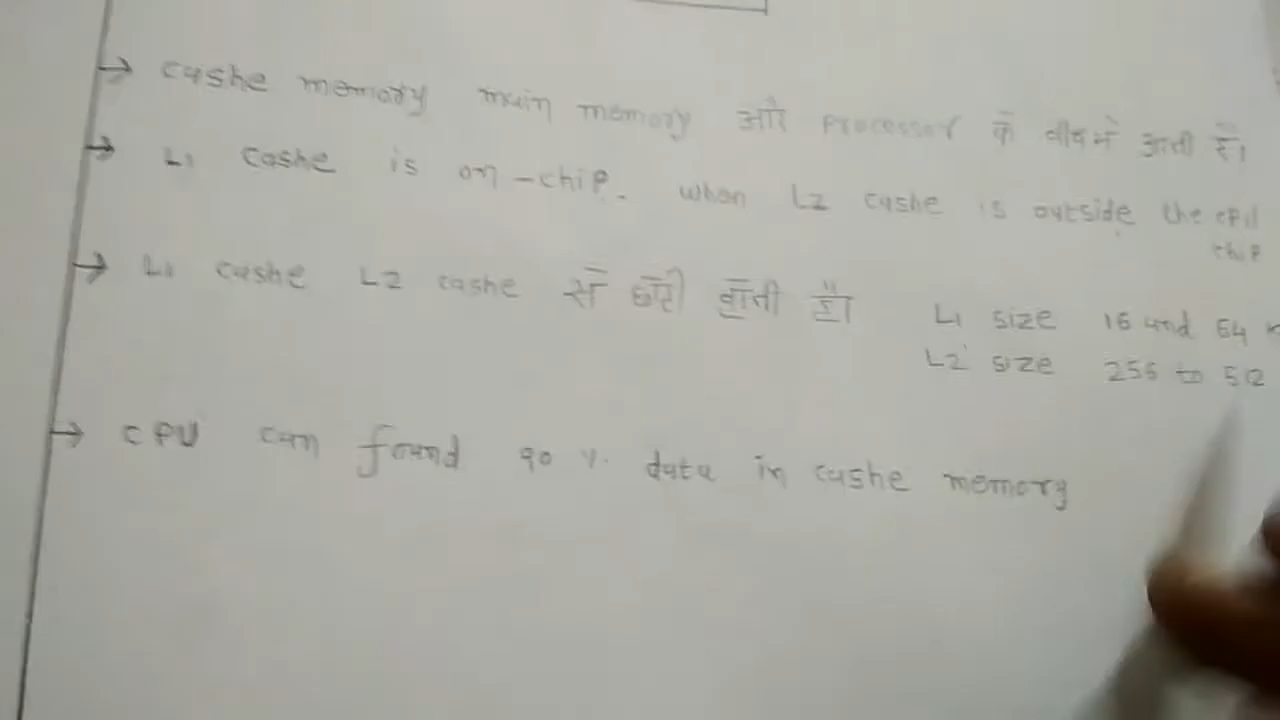 → cashe memory main memory और processor के बीच में आती है।
→ L1 cashe is on-chip. when L2 cashe is outside the CPU
chip
→ L1 cashe L2 cashe से छोटी होती है। L1 size 16 and 64
L2 size 256 to 512
→ CPU can found 90 % data in cashe memory